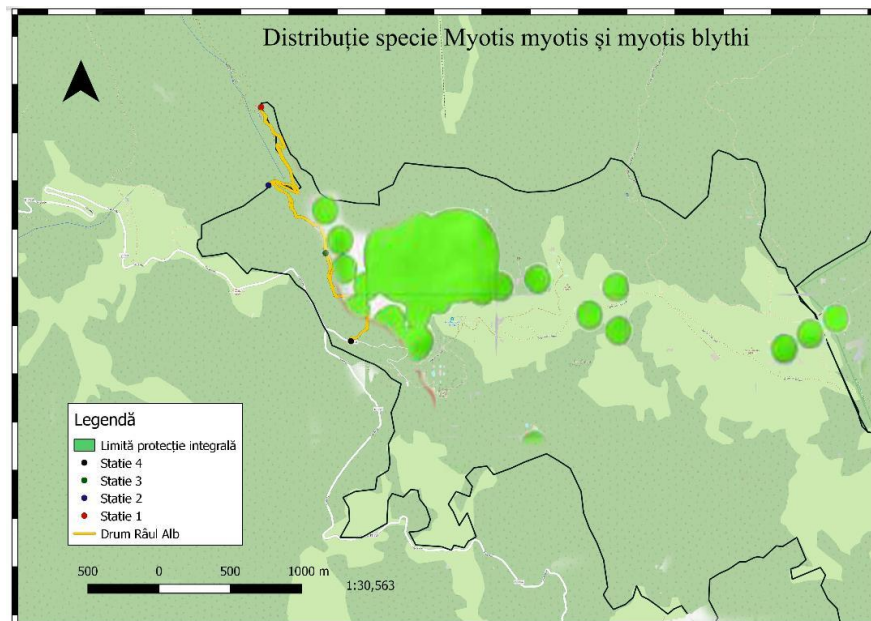 Distribuție specie Myotis myotis și myotis blythi
Legendă
Limită protecție integrală
Statie 4
Statie 3
Statie 2
Statie 1
Drum Râul Alb
500 0 500 1000 m
1:30,563